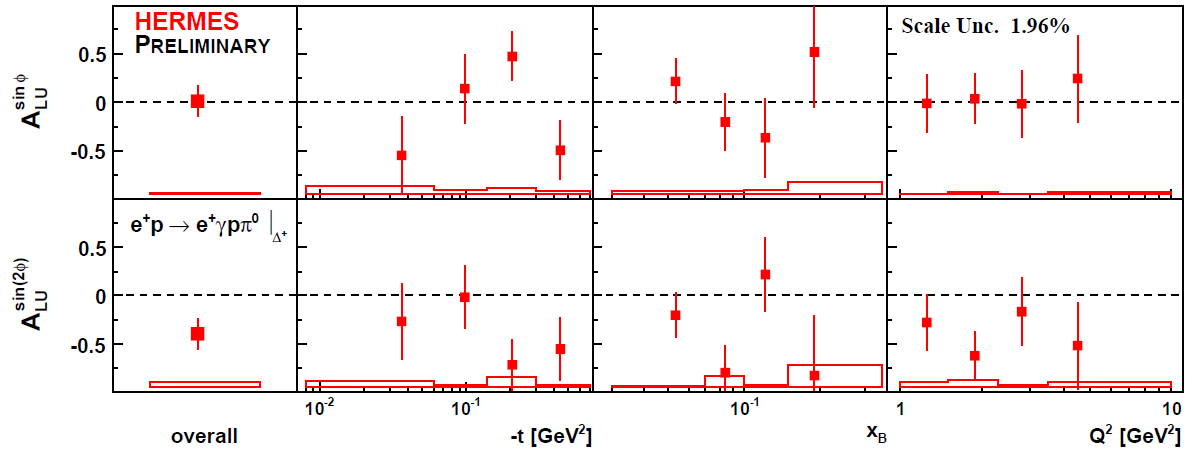 HERMES
PRELIMINARY
Scale Unc. 1.96%
A_LU^sin ϕ
0.5
0
-0.5
e⁺p → e⁺γpπ⁰ |_Δ⁺
A_LU^sin(2ϕ)
0.5
0
-0.5
10⁻² 10⁻¹ 10⁻¹ 1 10
overall -t [GeV²] x_B Q² [GeV²]